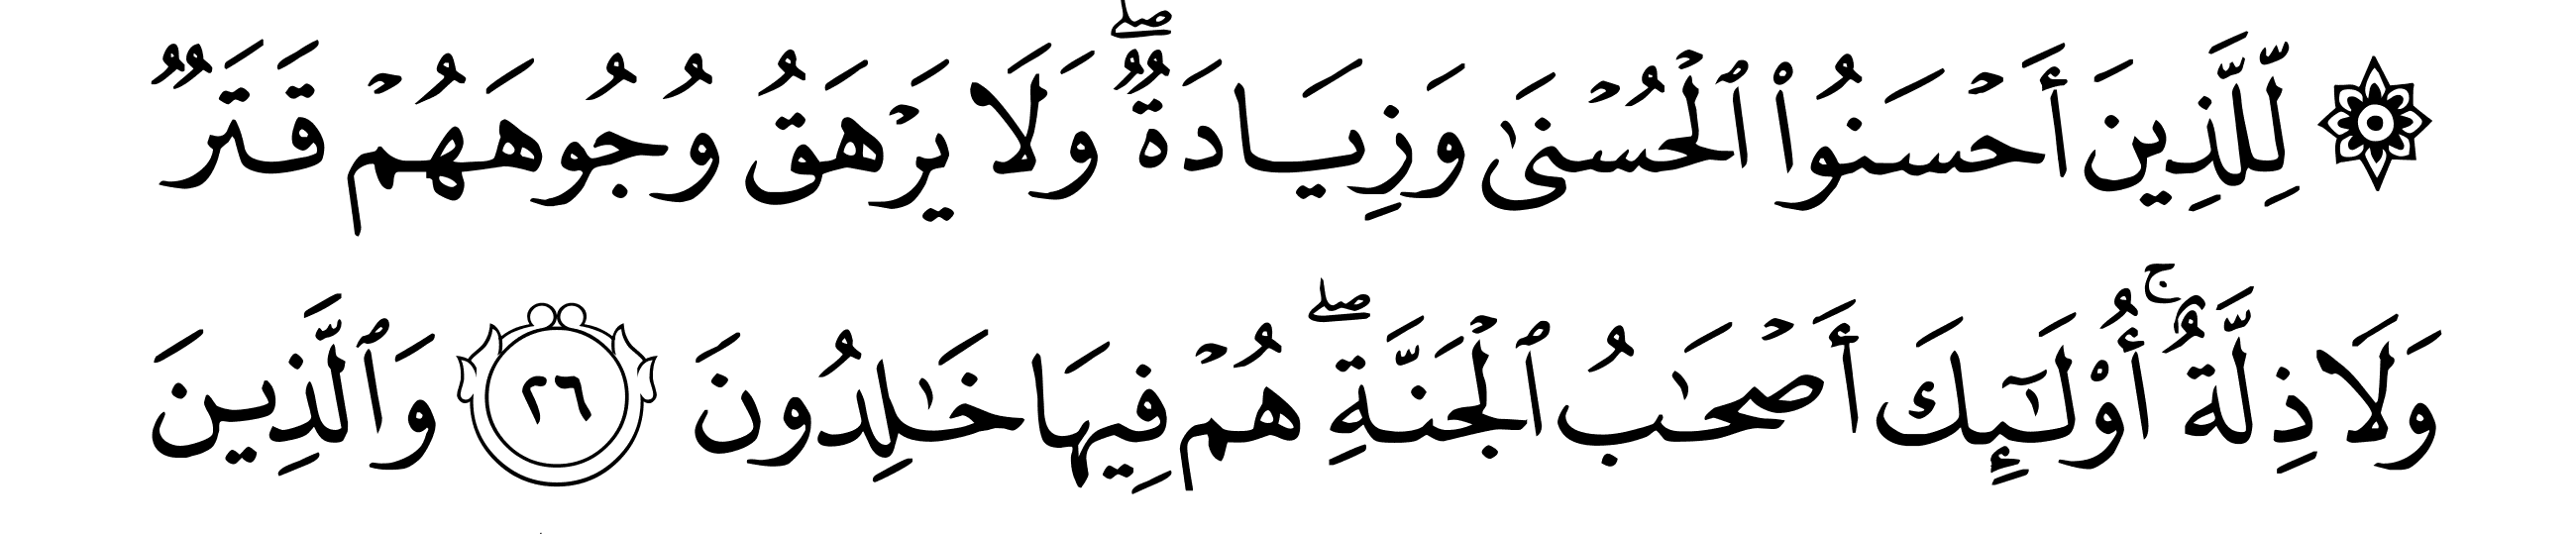 ۞ لِّلَّذِينَ أَحۡسَنُواْ ٱلۡحُسۡنَىٰ وَزِيَادَةٞۖ وَلَا يَرۡهَقُ وُجُوهَهُمۡ قَتَرٞ
وَلَا ذِلَّةٌۚ أُوْلَٰٓئِكَ أَصۡحَٰبُ ٱلۡجَنَّةِۖ هُمۡ فِيهَا خَٰلِدُونَ ٢٦ وَٱلَّذِينَ